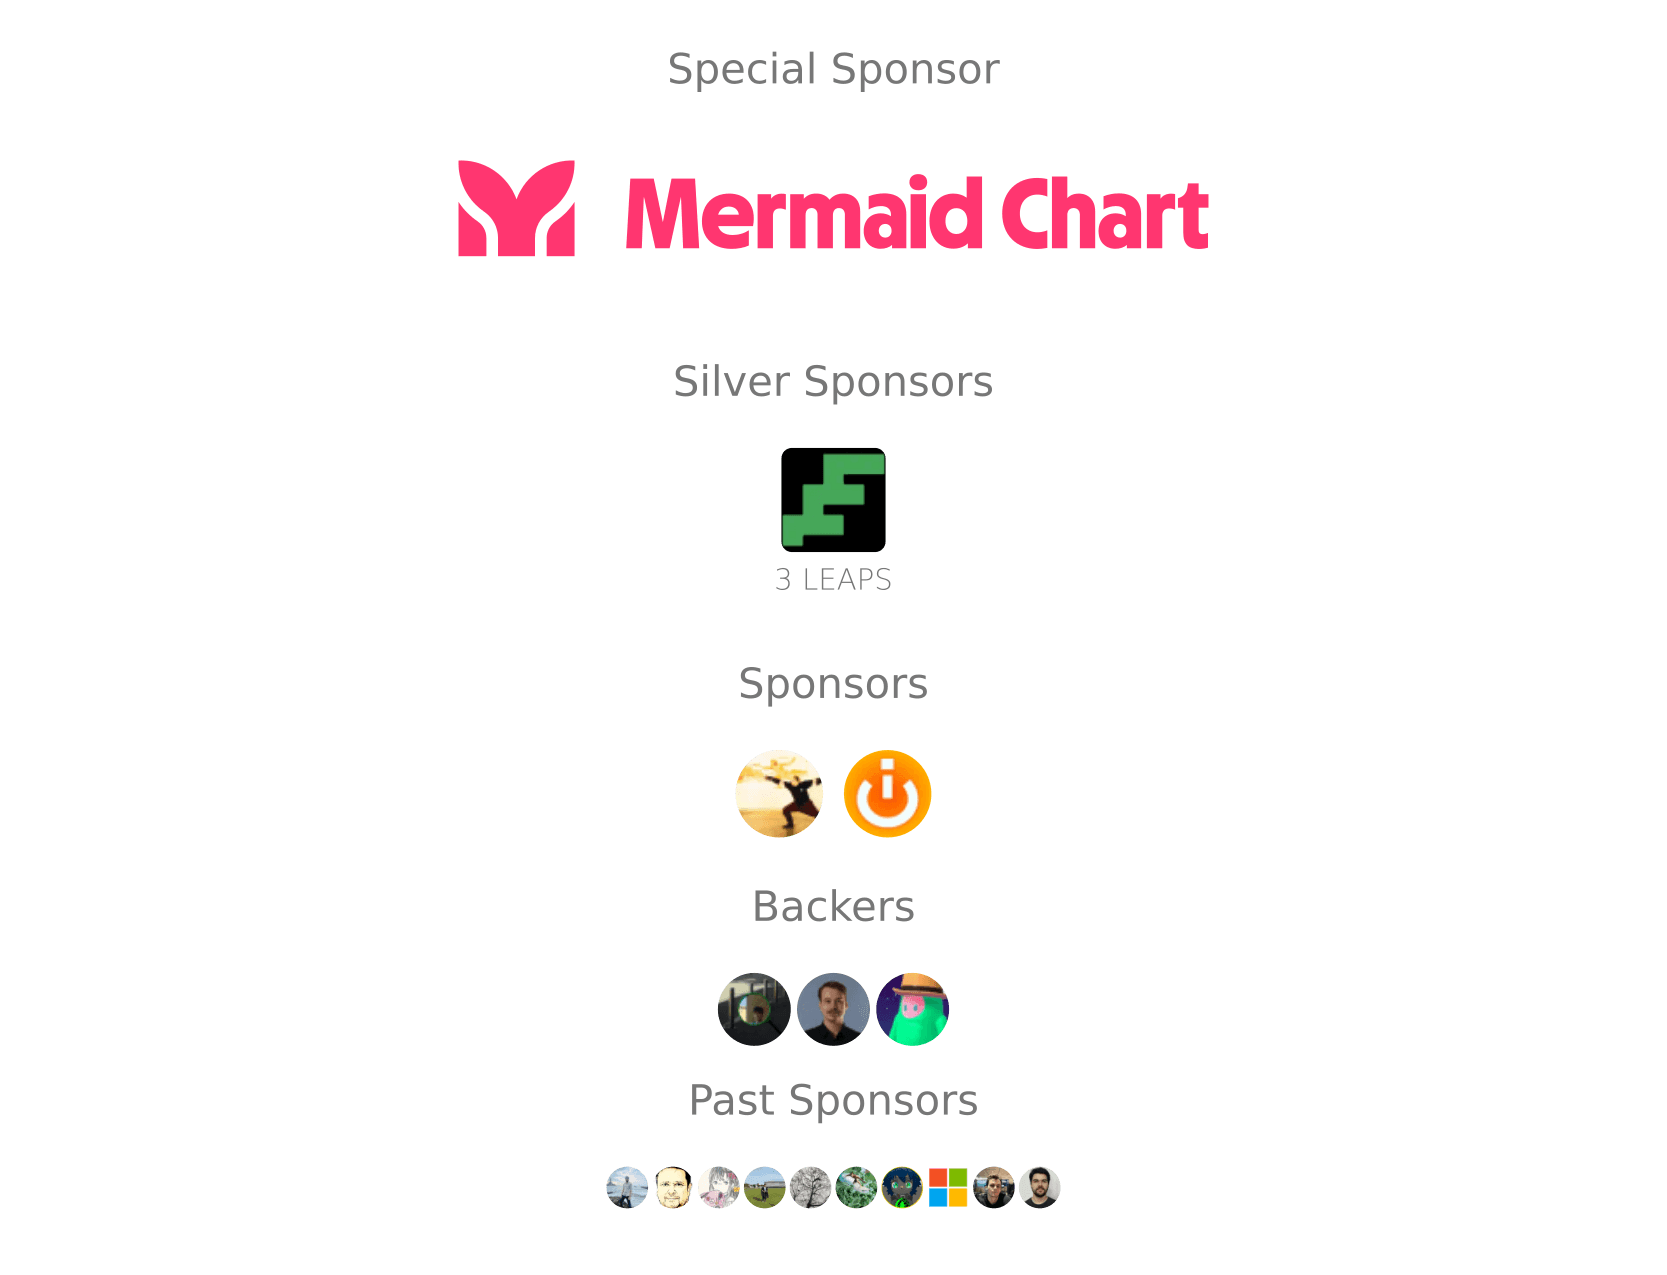 Special Sponsor
Mermaid Chart
Silver Sponsors
3 LEAPS
Sponsors
Backers
Past Sponsors